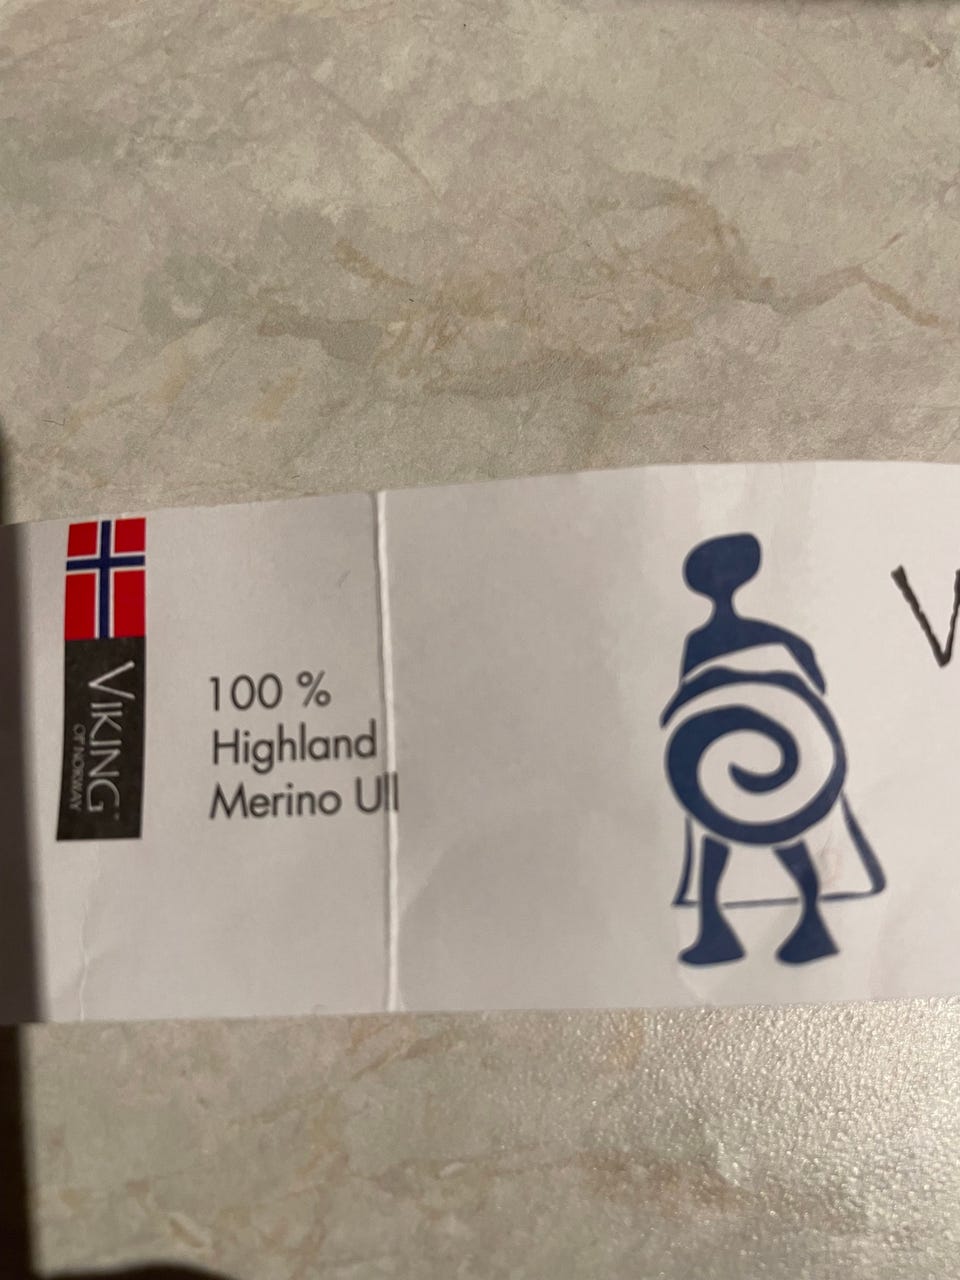 VIKING
OF NORWAY
100 %
Highland
Merino Ull
V